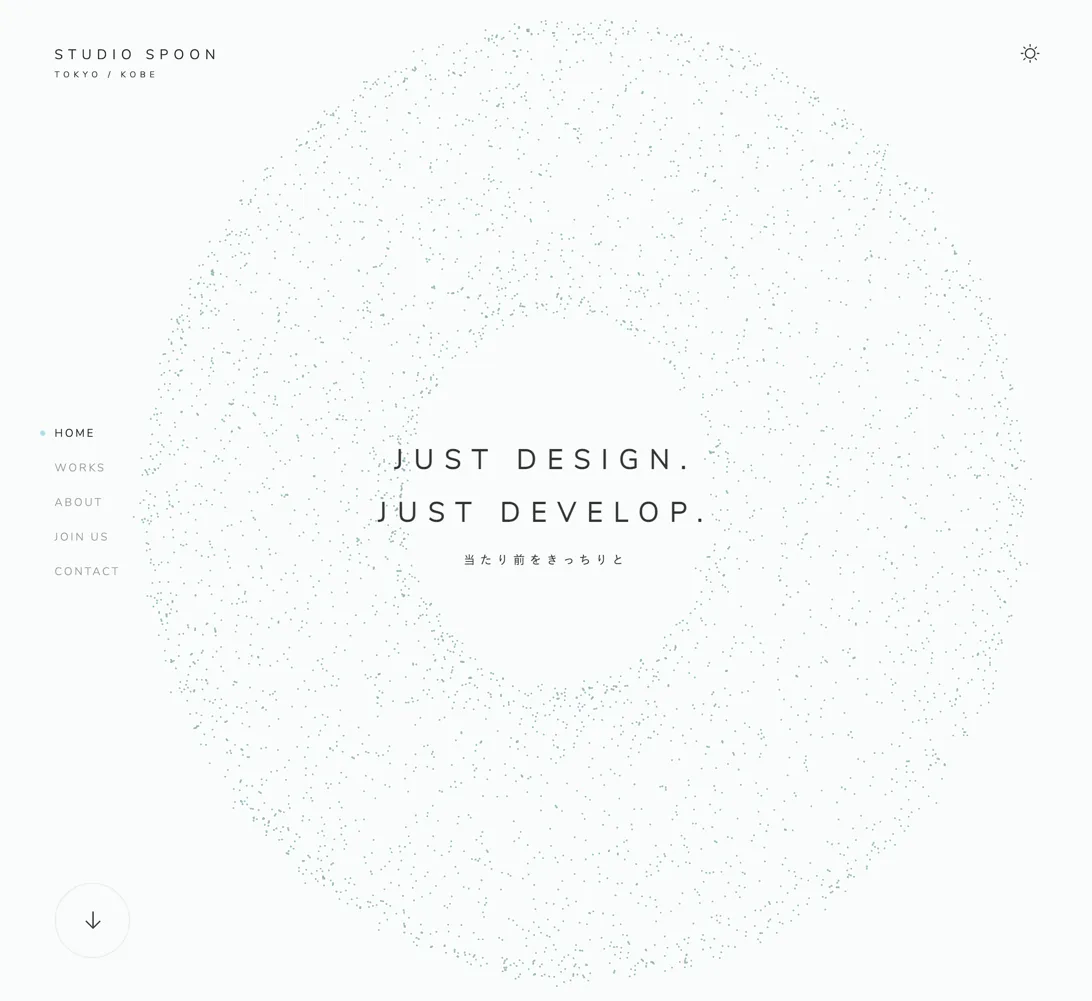 STUDIO SPOON
TOKYO / KOBE
HOME
WORKS
ABOUT
JOIN US
CONTACT
JUST DESIGN.
JUST DEVELOP.
当たり前をきっちりと